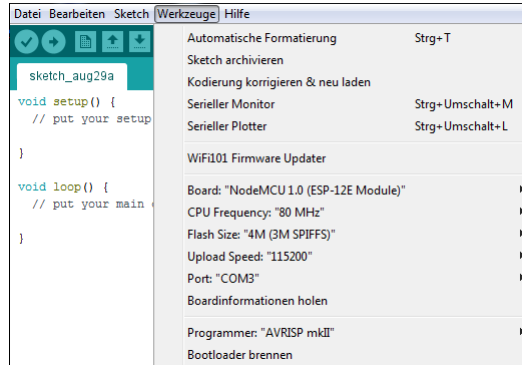 Datei Bearbeiten Sketch Werkzeuge Hilfe
sketch_aug29a
void setup() {
// put your setup
}
void loop() {
// put your main
}
Automatische Formatierung Strg+T
Sketch archivieren
Kodierung korrigieren & neu laden
Serieller Monitor Strg+Umschalt+M
Serieller Plotter Strg+Umschalt+L
WiFi101 Firmware Updater
Board: "NodeMCU 1.0 (ESP-12E Module)"
CPU Frequency: "80 MHz"
Flash Size: "4M (3M SPIFFS)"
Upload Speed: "115200"
Port: "COM3"
Boardinformationen holen
Programmer: "AVRISP mkII"
Bootloader brennen